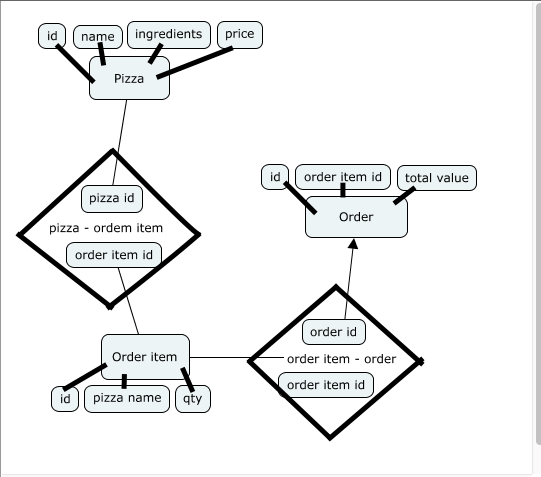 id
name
ingredients
price
Pizza
pizza id
pizza - ordem item
order item id
id
order item id
total value
Order
Order item
id
pizza name
qty
order id
order item - order
order item id